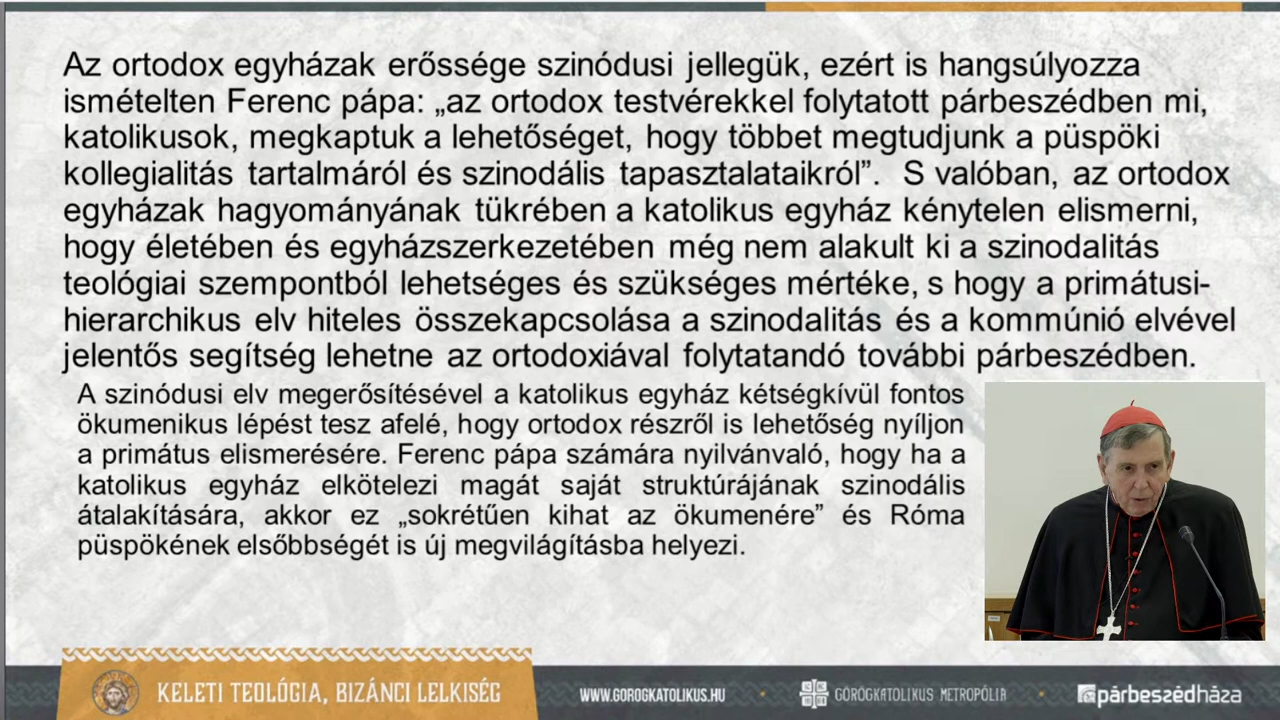 Az ortodox egyházak erőssége szinódusi jellegük, ezért is hangsúlyozza
ismételten Ferenc pápa: „az ortodox testvérekkel folytatott párbeszédben mi,
katolikusok, megkaptuk a lehetőséget, hogy többet megtudjunk a püspöki
kollegialitás tartalmáról és szinodális tapasztalataikról”. S valóban, az ortodox
egyházak hagyományának tükrében a katolikus egyház kénytelen elismerni,
hogy életében és egyházszerkezetében még nem alakult ki a szinodalitás
teológiai szempontból lehetséges és szükséges mértéke, s hogy a primátusi-
hierarchikus elv hiteles összekapcsolása a szinodalitás és a kommúnió elvével
jelentős segítség lehetne az ortodoxiával folytatandó további párbeszédben.
A szinódusi elv megerősítésével a katolikus egyház kétségkívül fontos
ökumenikus lépést tesz afelé, hogy ortodox részről is lehetőség nyíljon
a primátus elismerésére. Ferenc pápa számára nyilvánvaló, hogy ha a
katolikus egyház elkötelezi magát saját struktúrájának szinodális
átalakítására, akkor ez „sokrétűen kihat az ökumenére” és Róma
püspökének elsőbbségét is új megvilágításba helyezi.
KELETI TEOLÓGIA, BIZÁNCI LELKISÉG
WWW.GOROGKATOLIKUS.HU
GÖRÖGKATOLIKUS METROPÓLIA
párbeszédháza